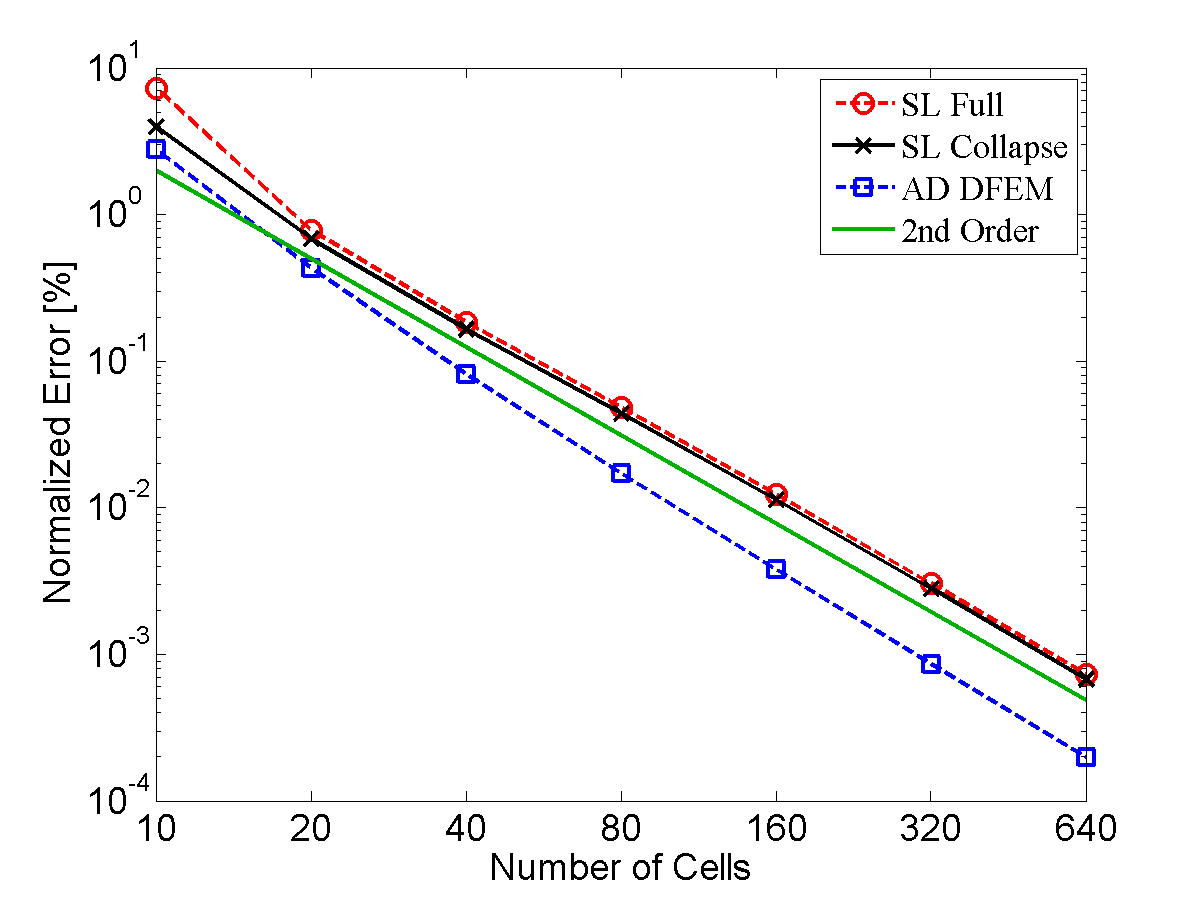 10^1
10^0
10^-1
10^-2
10^-3
10^-4
Normalized Error [%]
SL Full
SL Collapse
AD DFEM
2nd Order
10 20 40 80 160 320 640
Number of Cells